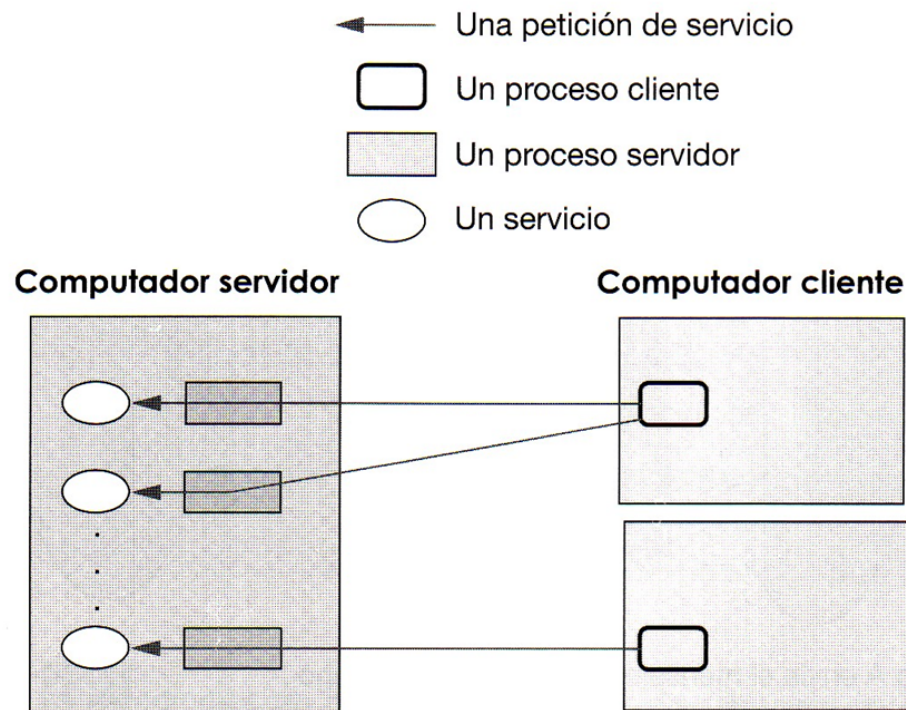 Una petición de servicio
Un proceso cliente
Un proceso servidor
Un servicio
Computador servidor
Computador cliente